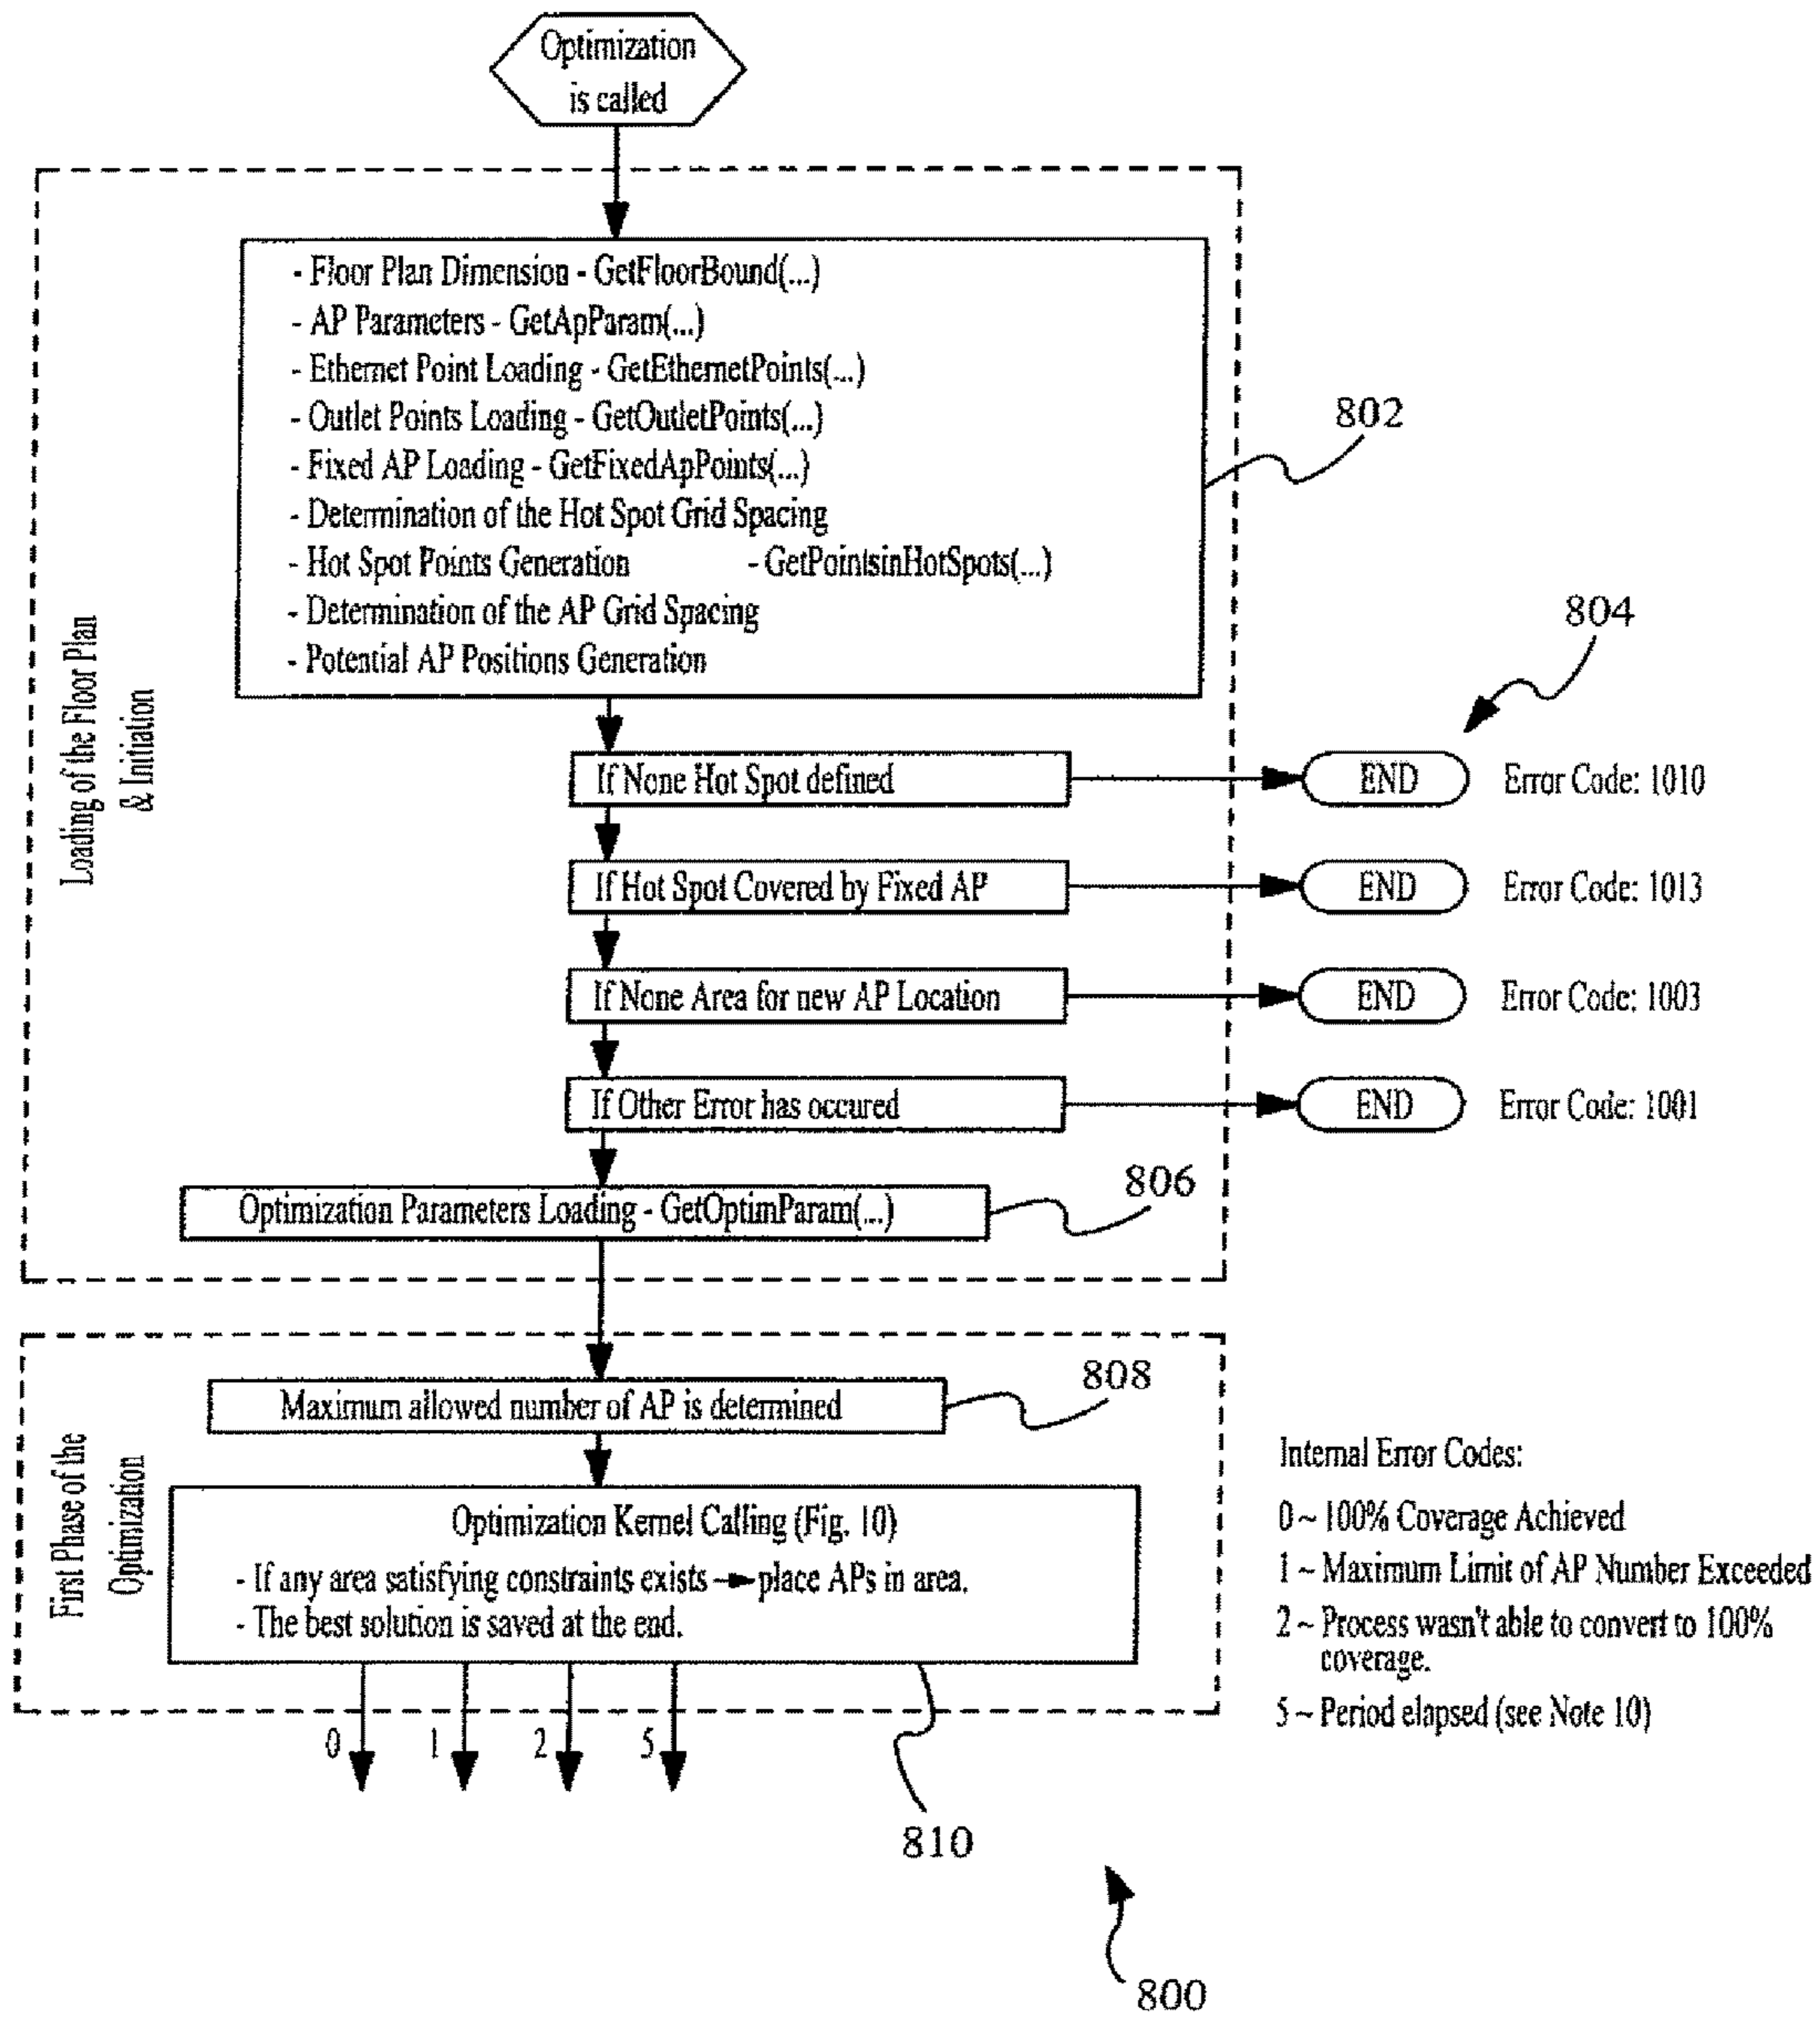 Optimization
is called
- Floor Plan Dimension - GetFloorBound(...)
- AP Parameters - GetApParam(...)
- Ethernet Point Loading - GetEthernetPoints(...)
- Outlet Points Loading - GetOutletPoints(...)
- Fixed AP Loading - GetFixedApPoints(...)
- Determination of the Hot Spot Grid Spacing
- Hot Spot Points Generation - GetPointsinHotSpots(...)
- Determination of the AP Grid Spacing
- Potential AP Positions Generation
802
804
Loading of the Floor Plan
& Initiation
If None Hot Spot defined
END
Error Code: 1010
If Hot Spot Covered by Fixed AP
END
Error Code: 1013
If None Area for new AP Location
END
Error Code: 1003
If Other Error has occured
END
Error Code: 1001
Optimization Parameters Loading - GetOptimParam(...)
806
First Phase of the
Optimization
Maximum allowed number of AP is determined
808
Optimization Kernel Calling (Fig. 10)
- If any area satisfying constraints exists → place APs in area.
- The best solution is saved at the end.
0
1
2
5
810
Internal Error Codes:
0 ~ 100% Coverage Achieved
1 ~ Maximum Limit of AP Number Exceeded
2 ~ Process wasn't able to convert to 100%
coverage.
5 ~ Period elapsed (see Note 10)
800